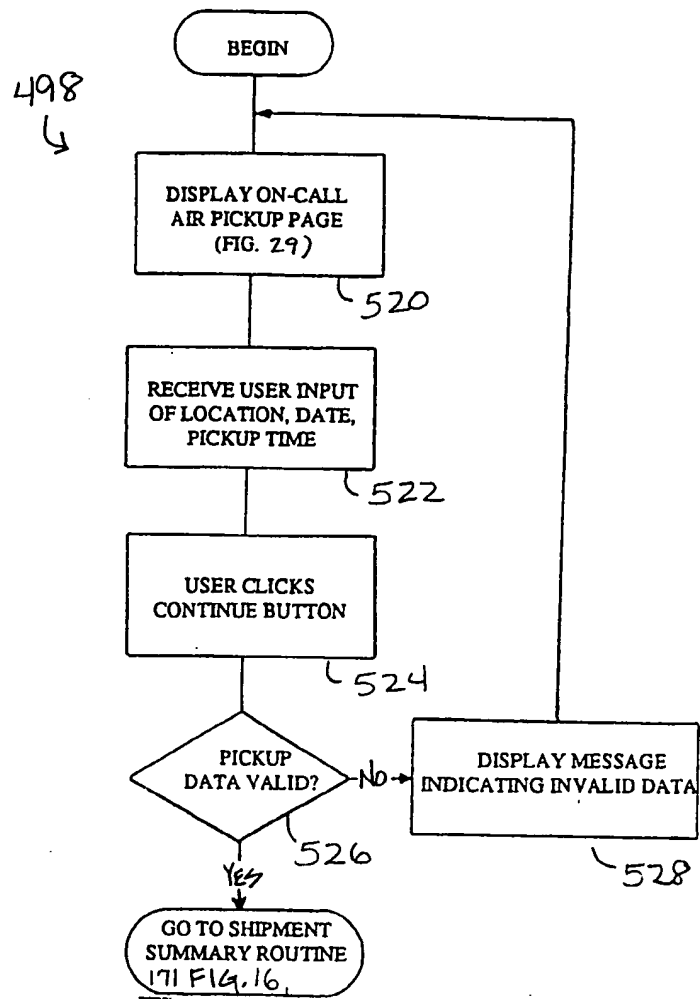 BEGIN
498
DISPLAY ON-CALL
AIR PICKUP PAGE
(FIG. 29)
520
RECEIVE USER INPUT
OF LOCATION, DATE,
PICKUP TIME
522
USER CLICKS
CONTINUE BUTTON
524
PICKUP
DATA VALID?
No
DISPLAY MESSAGE
INDICATING INVALID DATA
526
528
YES
GO TO SHIPMENT
SUMMARY ROUTINE
171 FIG. 16